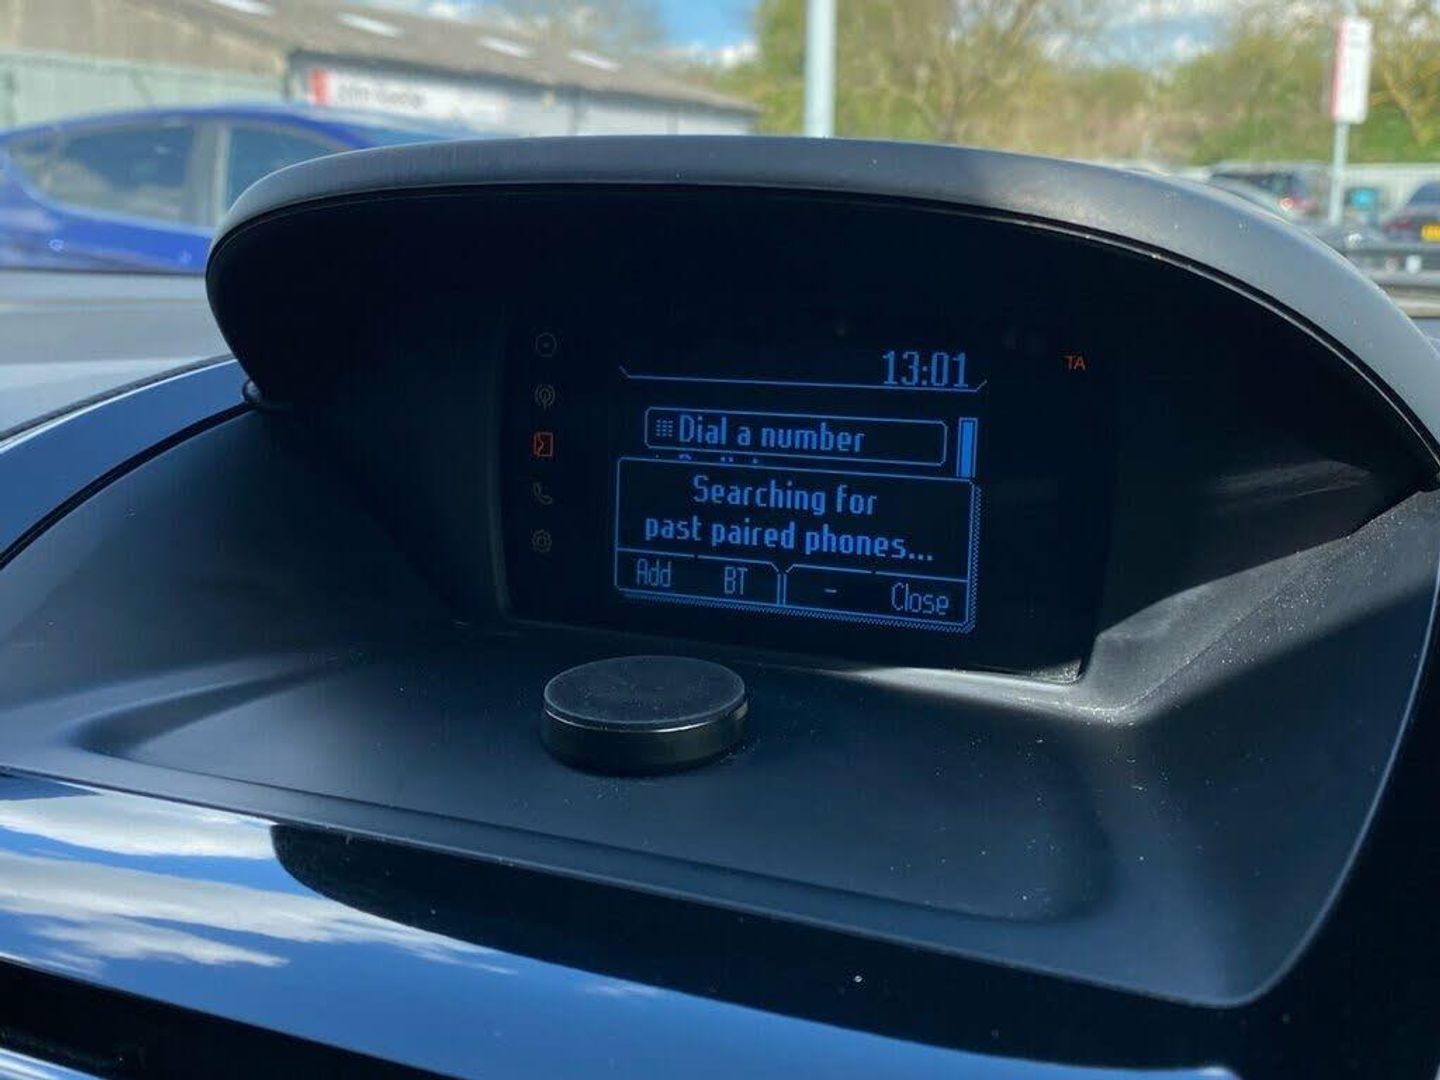 13:01
TA
Dial a number
Searching for
past paired phones...
Add BT - Close